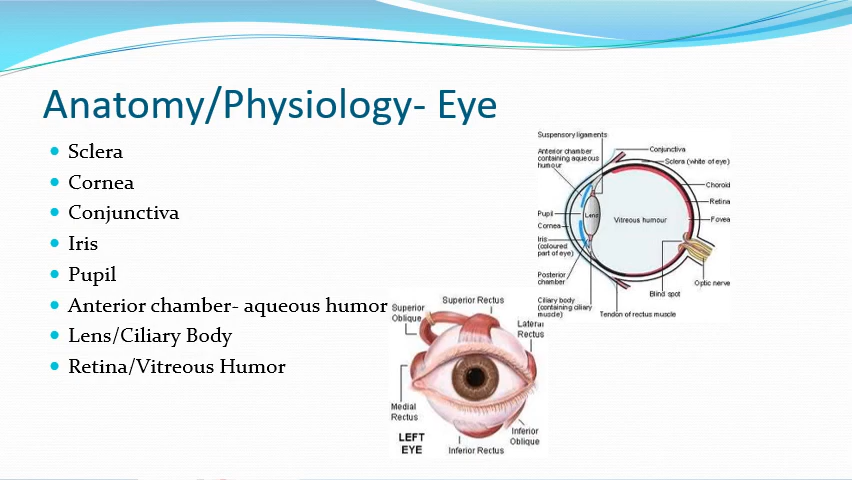 Anatomy/Physiology- Eye
Sclera
Cornea
Conjunctiva
Iris
Pupil
Anterior chamber- aqueous humor
Lens/Ciliary Body
Retina/Vitreous Humor
Suspensory ligaments
Anterior chamber
containing aqueous
humour
Pupil
Cornea
Iris
(coloured
part of eye)
Posterior
chamber
Ciliary body
(containing ciliary
muscle)
Lens
Vitreous humour
Conjunctiva
Sclera (white of eye)
Choroid
Retina
Fovea
Optic nerve
Blind spot
Tendon of rectus muscle
Superior
Oblique
Superior Rectus
Lateral
Rectus
Medial
Rectus
LEFT
EYE
Inferior Rectus
Inferior
Oblique